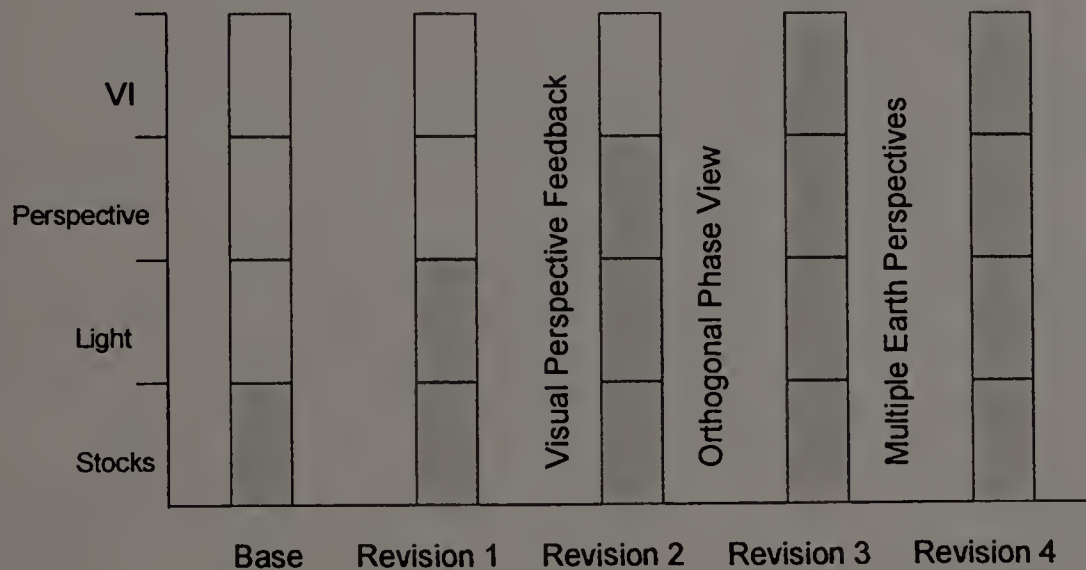 VI
Perspective
Light
Stocks
Visual Perspective Feedback
Orthogonal Phase View
Multiple Earth Perspectives
Base Revision 1 Revision 2 Revision 3 Revision 4